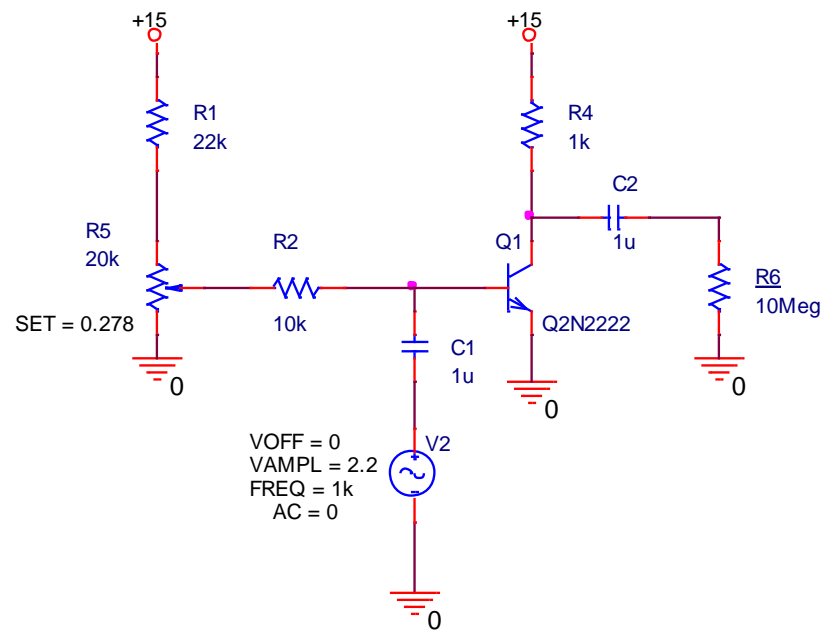 +15
+15
R1
22k
R4
1k
C2
1u
R5
20k
SET = 0.278
R2
10k
Q1
Q2N2222
R6
10Meg
0
0
0
C1
1u
VOFF = 0
VAMPL = 2.2
FREQ = 1k
AC = 0
V2
0